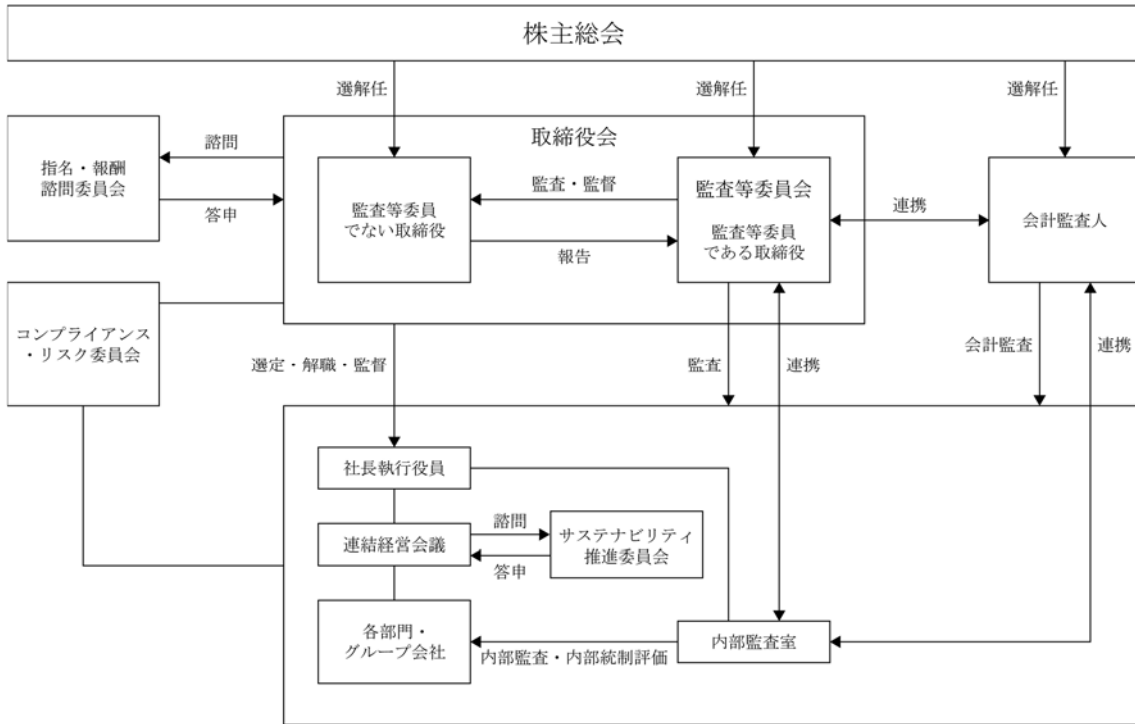 株主総会
選解任
選解任
選解任
指名・報酬
諮問委員会
諮問
答申
取締役会
監査等委員
でない取締役
監査・監督
報告
監査等委員会
監査等委員
である取締役
連携
会計監査人
コンプライアンス
・リスク委員会
選定・解職・監督
監査
連携
会計監査
連携
社長執行役員
連結経営会議
諮問
答申
サステナビリティ
推進委員会
各部門・
グループ会社
内部監査・内部統制評価
内部監査室